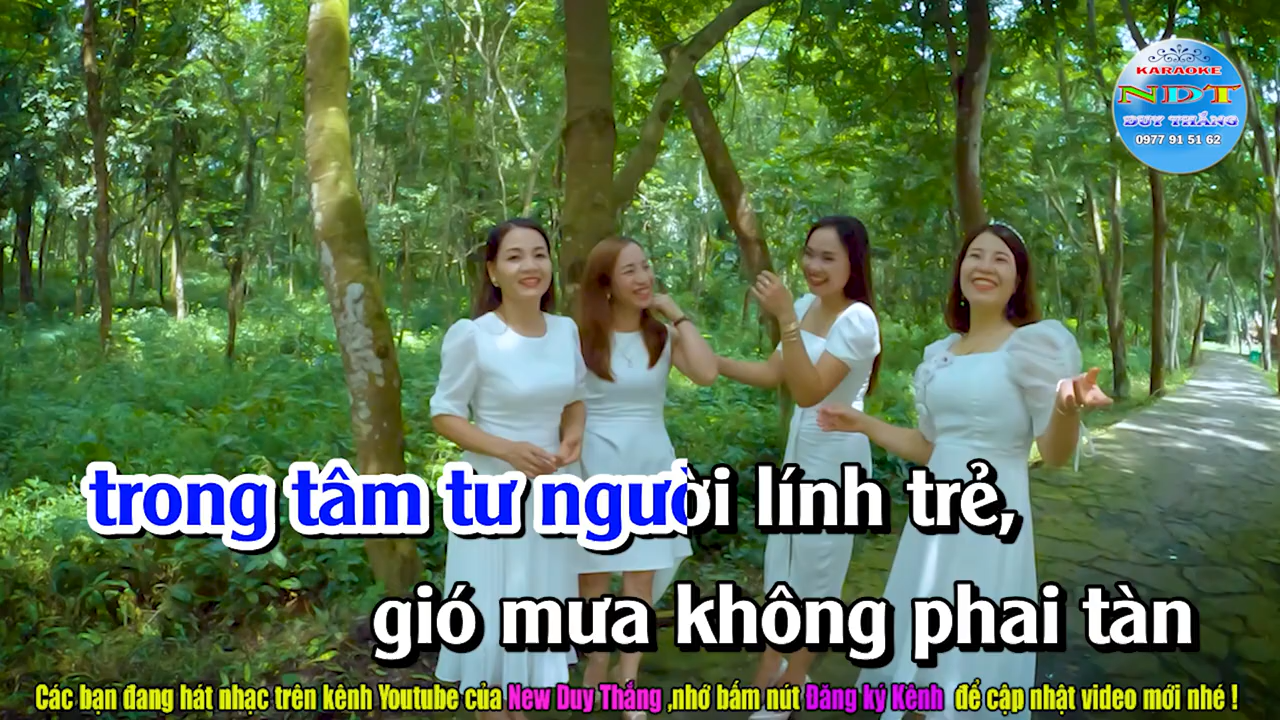 KARAOKE
NDT
DUY THẮNG
0977 91 51 62
trong tâm tư người lính trẻ,
gió mưa không phai tàn
Các bạn đang hát nhạc trên kênh Youtube của New Duy Thắng ,nhớ bấm nút Đăng ký Kênh để cập nhật video mới nhé !